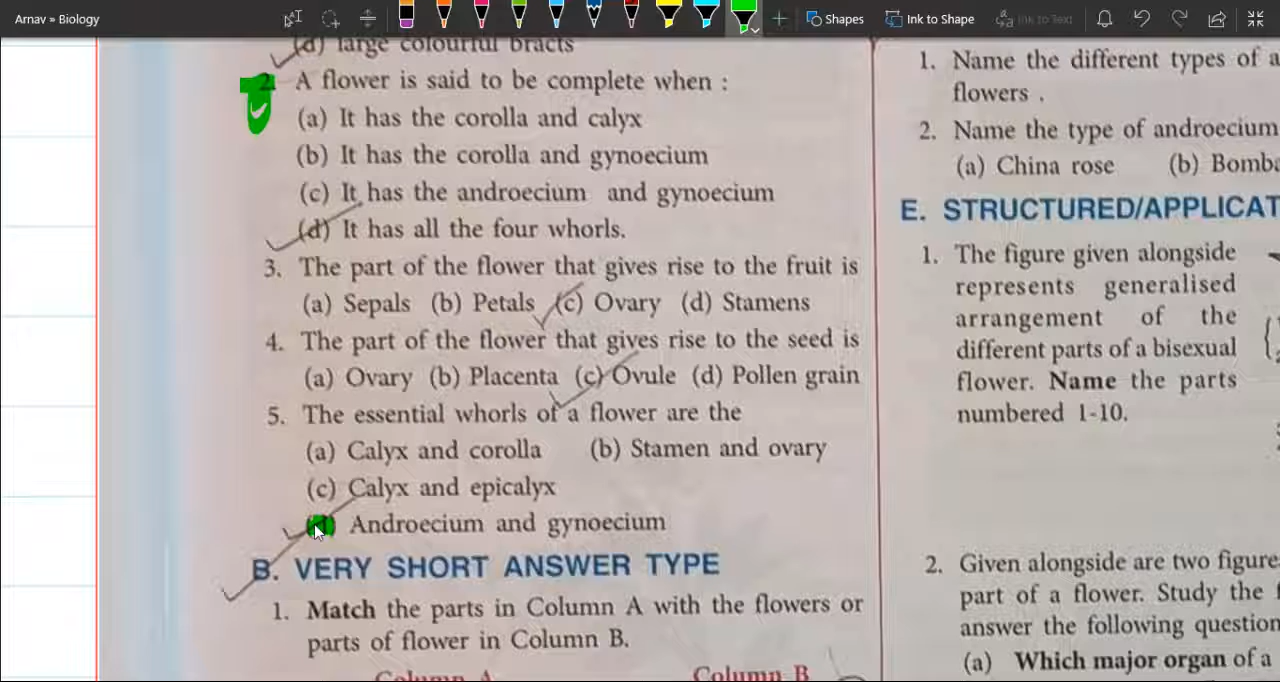 Arnav » Biology
Shapes
Ink to Shape
Ink to Text
(d) large colourful bracts
2. A flower is said to be complete when :
(a) It has the corolla and calyx
(b) It has the corolla and gynoecium
(c) It has the androecium and gynoecium
(d) It has all the four whorls.
3. The part of the flower that gives rise to the fruit is
(a) Sepals (b) Petals (c) Ovary (d) Stamens
4. The part of the flower that gives rise to the seed is
(a) Ovary (b) Placenta (c) Ovule (d) Pollen grain
5. The essential whorls of a flower are the
(a) Calyx and corolla (b) Stamen and ovary
(c) Calyx and epicalyx
Androecium and gynoecium
B. VERY SHORT ANSWER TYPE
1. Match the parts in Column A with the flowers or
parts of flower in Column B.
Column A Column B
1. Name the different types of
flowers .
2. Name the type of androecium
(a) China rose (b)
E. STRUCTURED/
1. The figure given alongside
represents generalised
arrangement of the
different parts of a bisexual
flower. Name the parts
numbered 1-10.
2. Given alongside are two
part of a flower. Study the
answer the following
(a) Which major organ of a